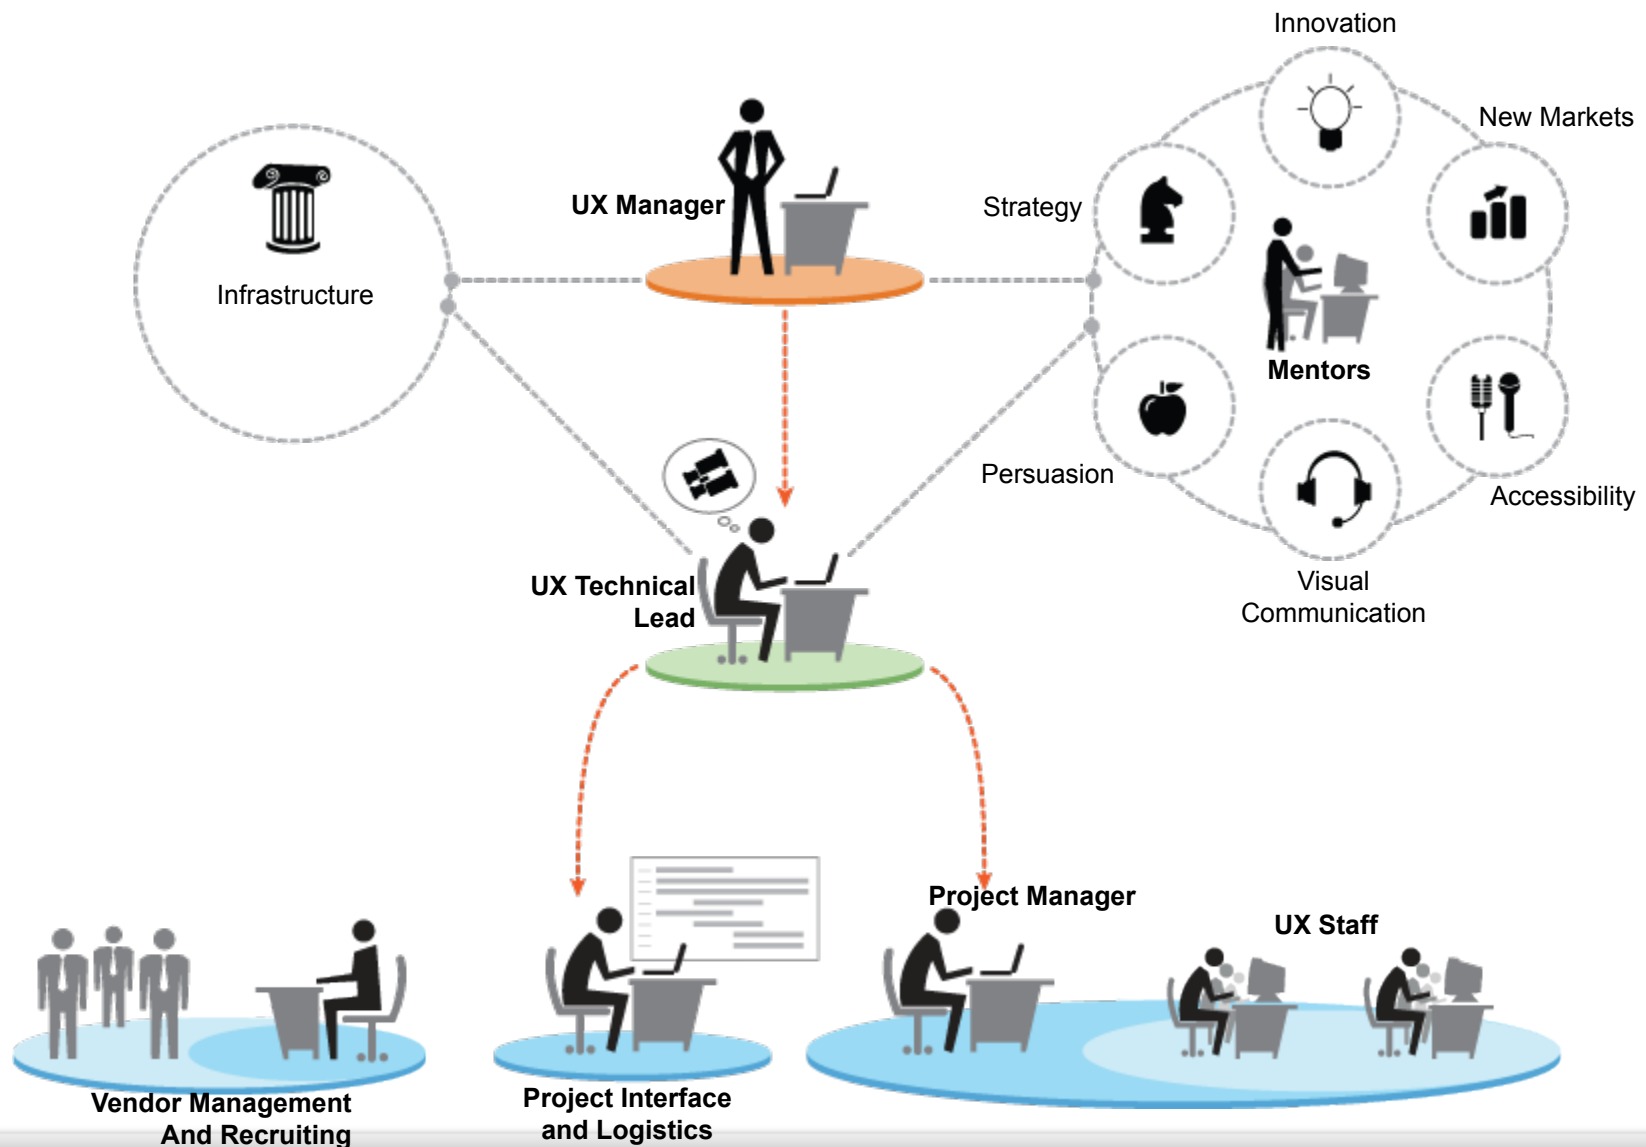 Innovation
New Markets
UX Manager
Strategy
Infrastructure
Mentors
Persuasion
Accessibility
UX Technical
Lead
Visual
Communication
Project Manager
UX Staff
Vendor Management
And Recruiting
Project Interface
and Logistics